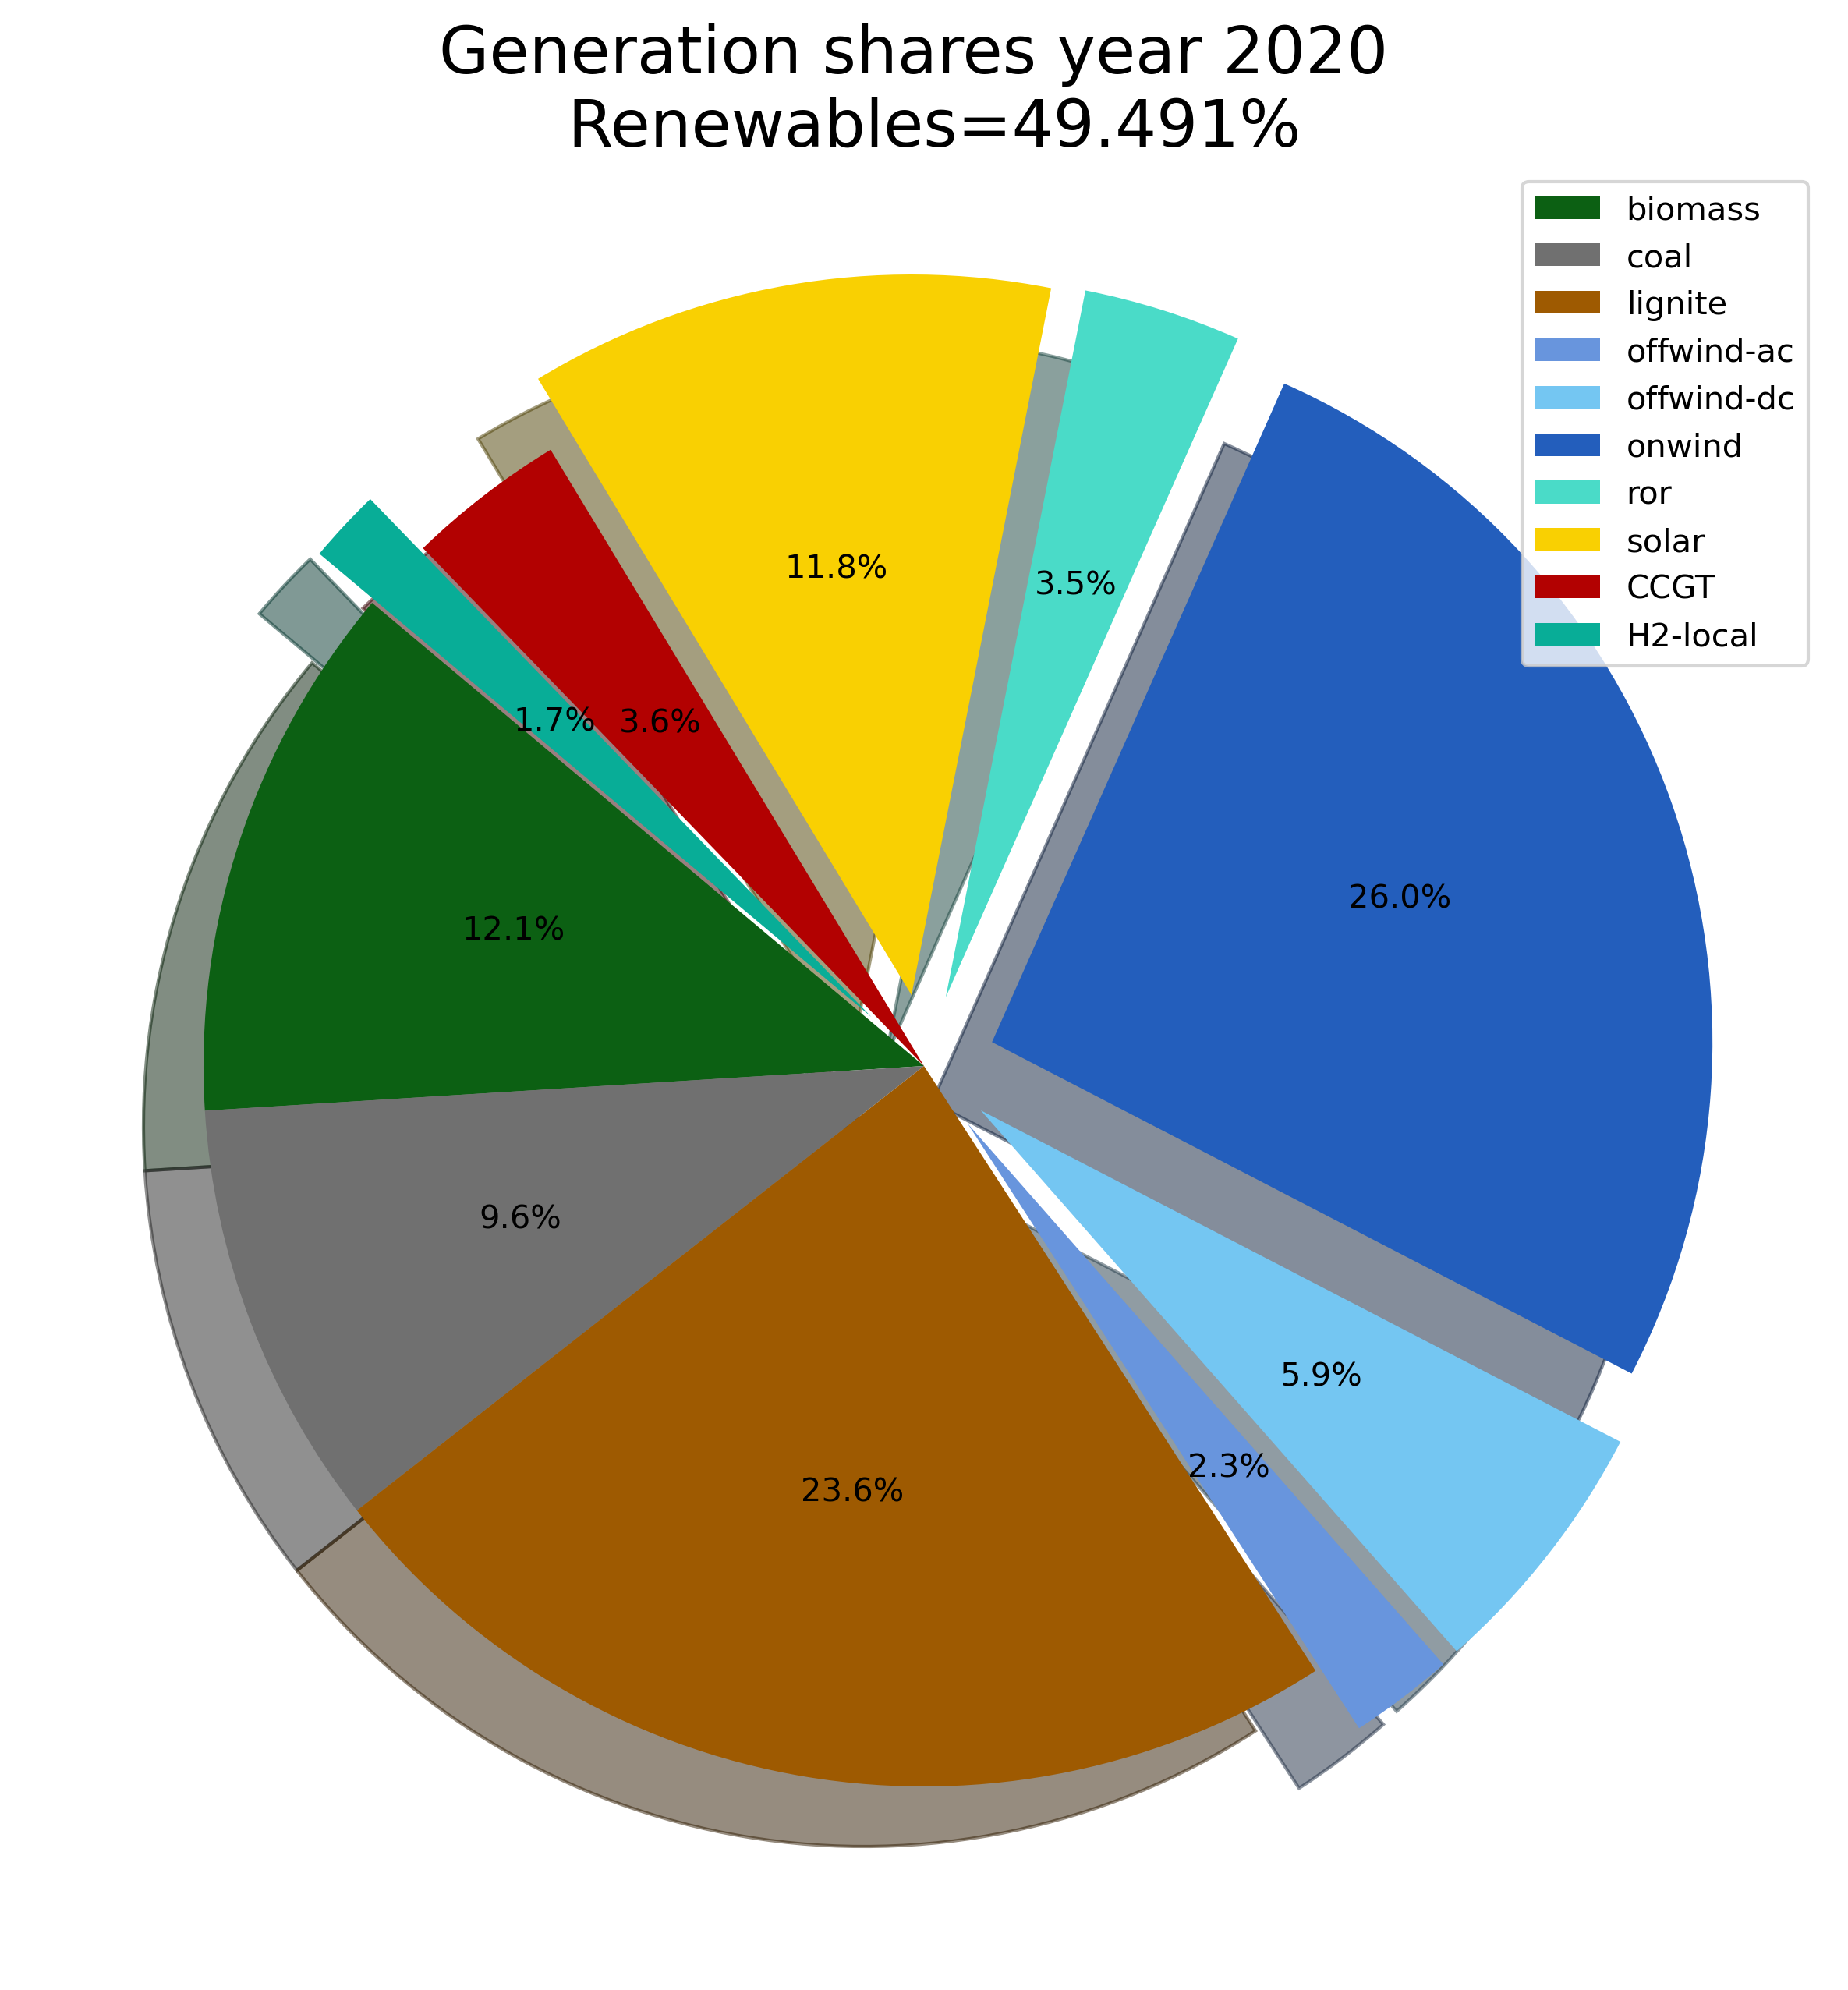 Generation shares year 2020
Renewables=49.491%
biomass
coal
lignite
offwind-ac
offwind-dc
onwind
ror
solar
CCGT
H2-local
11.8%
3.5%
1.7%
3.6%
26.0%
12.1%
9.6%
5.9%
2.3%
23.6%